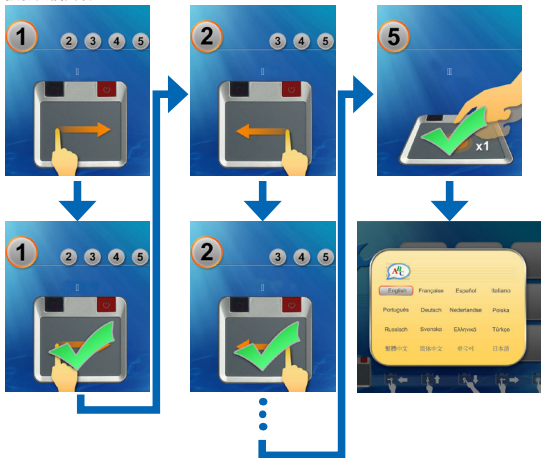 1 2 3 4 5
2 3 4 5
5
x1
1 2 3 4 5
2 3 4 5
ABC
English Française Español Italiano
Português Deutsch Nederlandse Polska
Russisch Svenska Ελληνικά Türkçe
繁體中文 简体中文 한국어 日本語